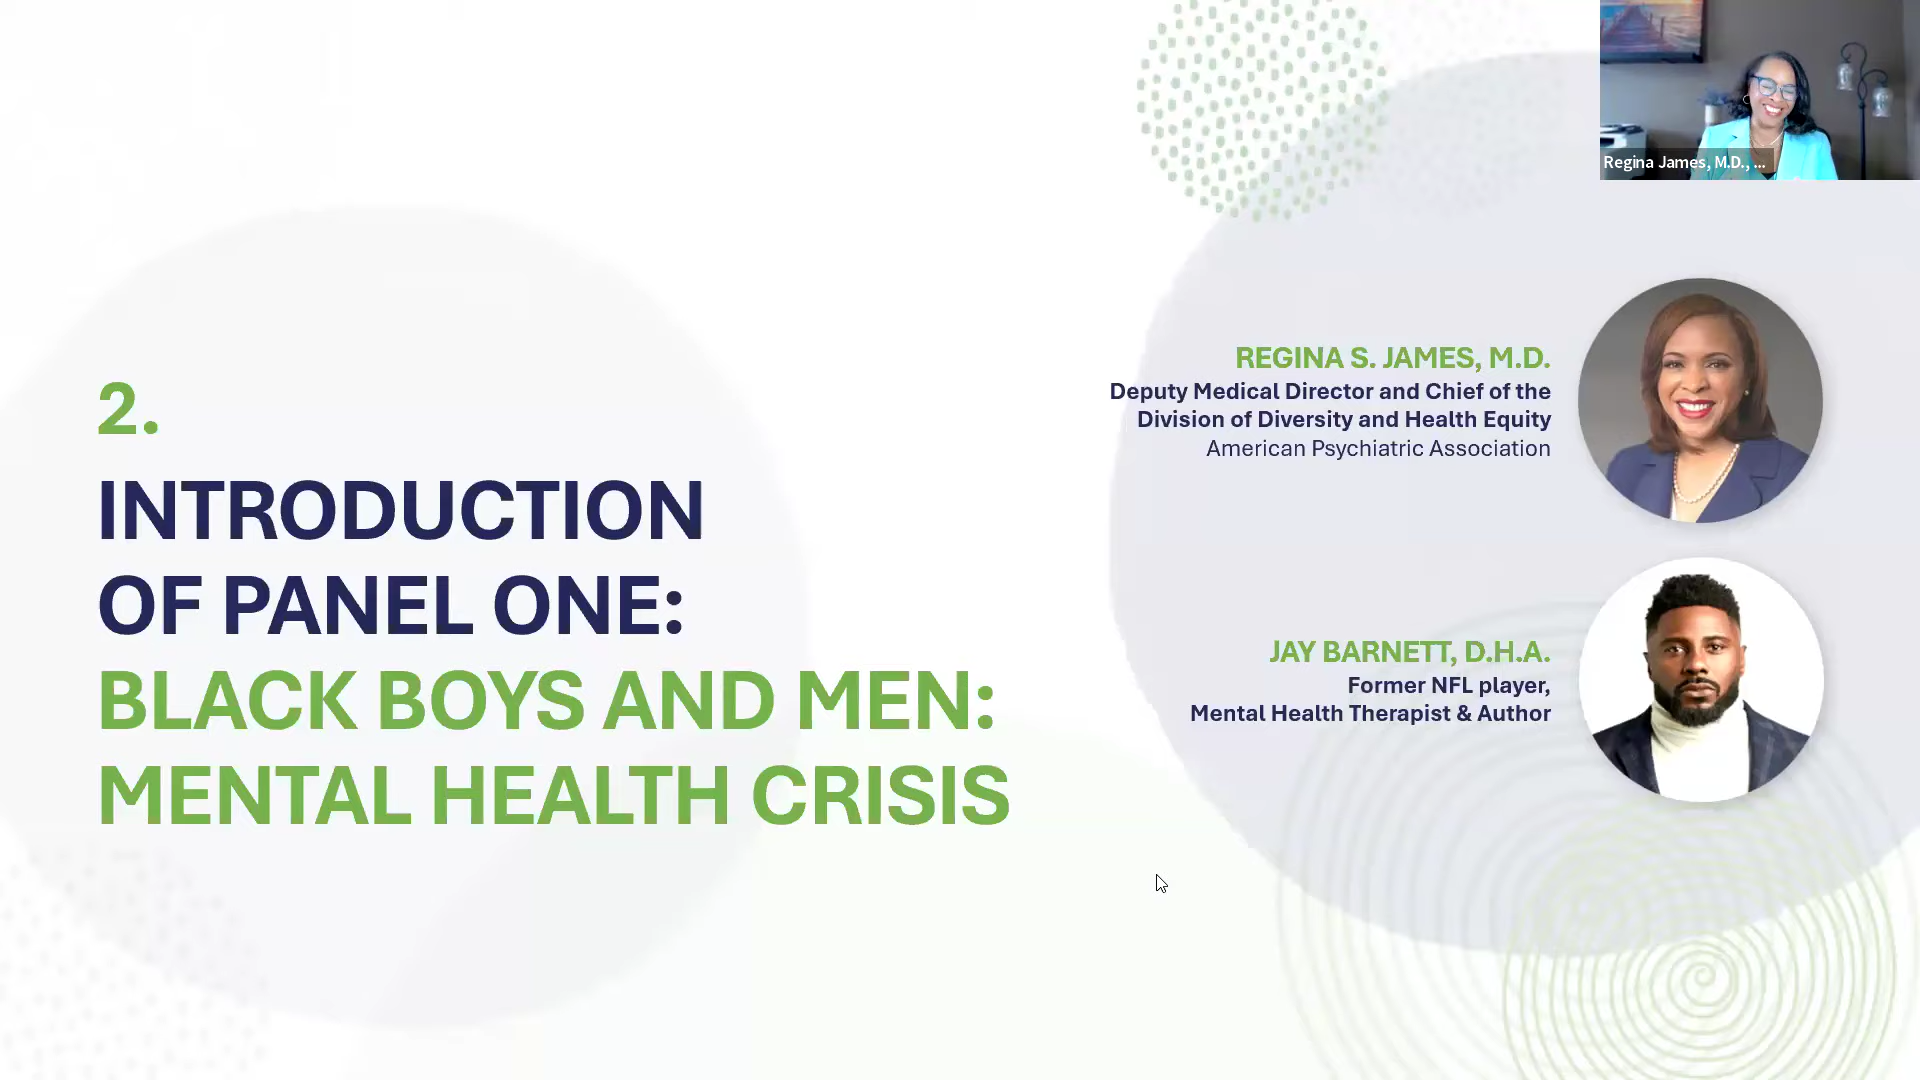 Regina James, M.D., ...
2.
INTRODUCTION
OF PANEL ONE:
BLACK BOYS AND MEN:
MENTAL HEALTH CRISIS
REGINA S. JAMES, M.D.
Deputy Medical Director and Chief of the
Division of Diversity and Health Equity
American Psychiatric Association
JAY BARNETT, D.H.A.
Former NFL player,
Mental Health Therapist & Author